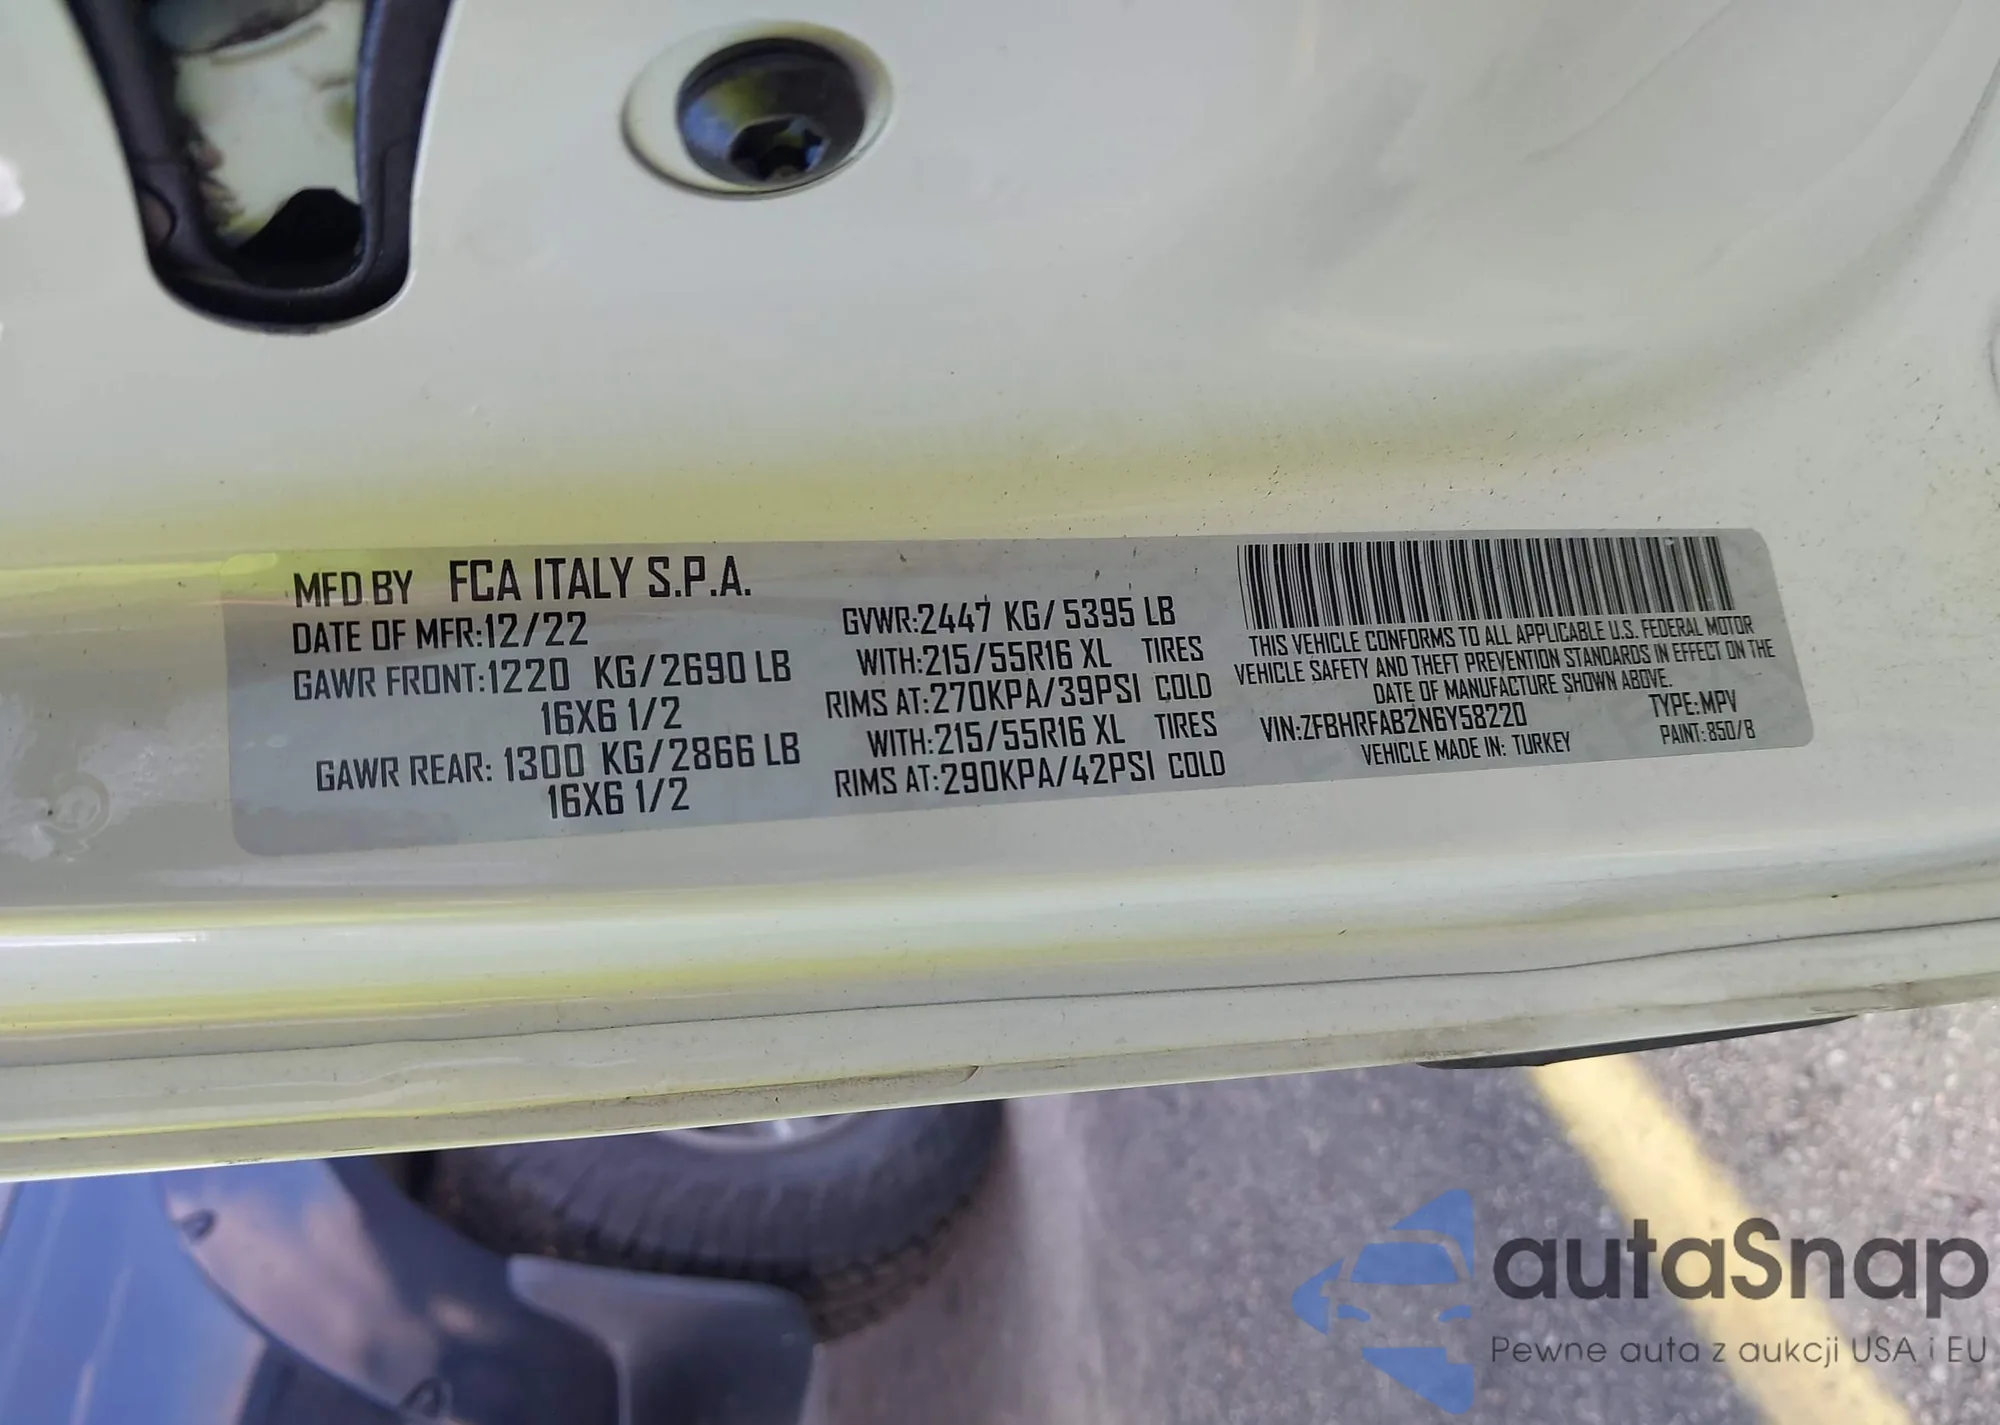 MFD BY FCA ITALY S.P.A.
DATE OF MFR:12/22
GAWR FRONT:1220 KG/2690 LB
16X6 1/2
GAWR REAR: 1300 KG/2866 LB
16X6 1/2
GVWR:2447 KG/ 5395 LB
WITH:215/55R16 XL TIRES
RIMS AT:270KPA/39PSI COLD
WITH:215/55R16 XL TIRES
RIMS AT:290KPA/42PSI COLD
THIS VEHICLE CONFORMS TO ALL APPLICABLE U.S. FEDERAL MOTOR
VEHICLE SAFETY AND THEFT PREVENTION STANDARDS IN EFFECT ON THE
DATE OF MANUFACTURE SHOWN ABOVE.
VIN:ZFBHRFAB2N6Y58220 TYPE:MPV
VEHICLE MADE IN: TURKEY PAINT:850/B
autaSnap
Pewne auta z aukcji USA i EU